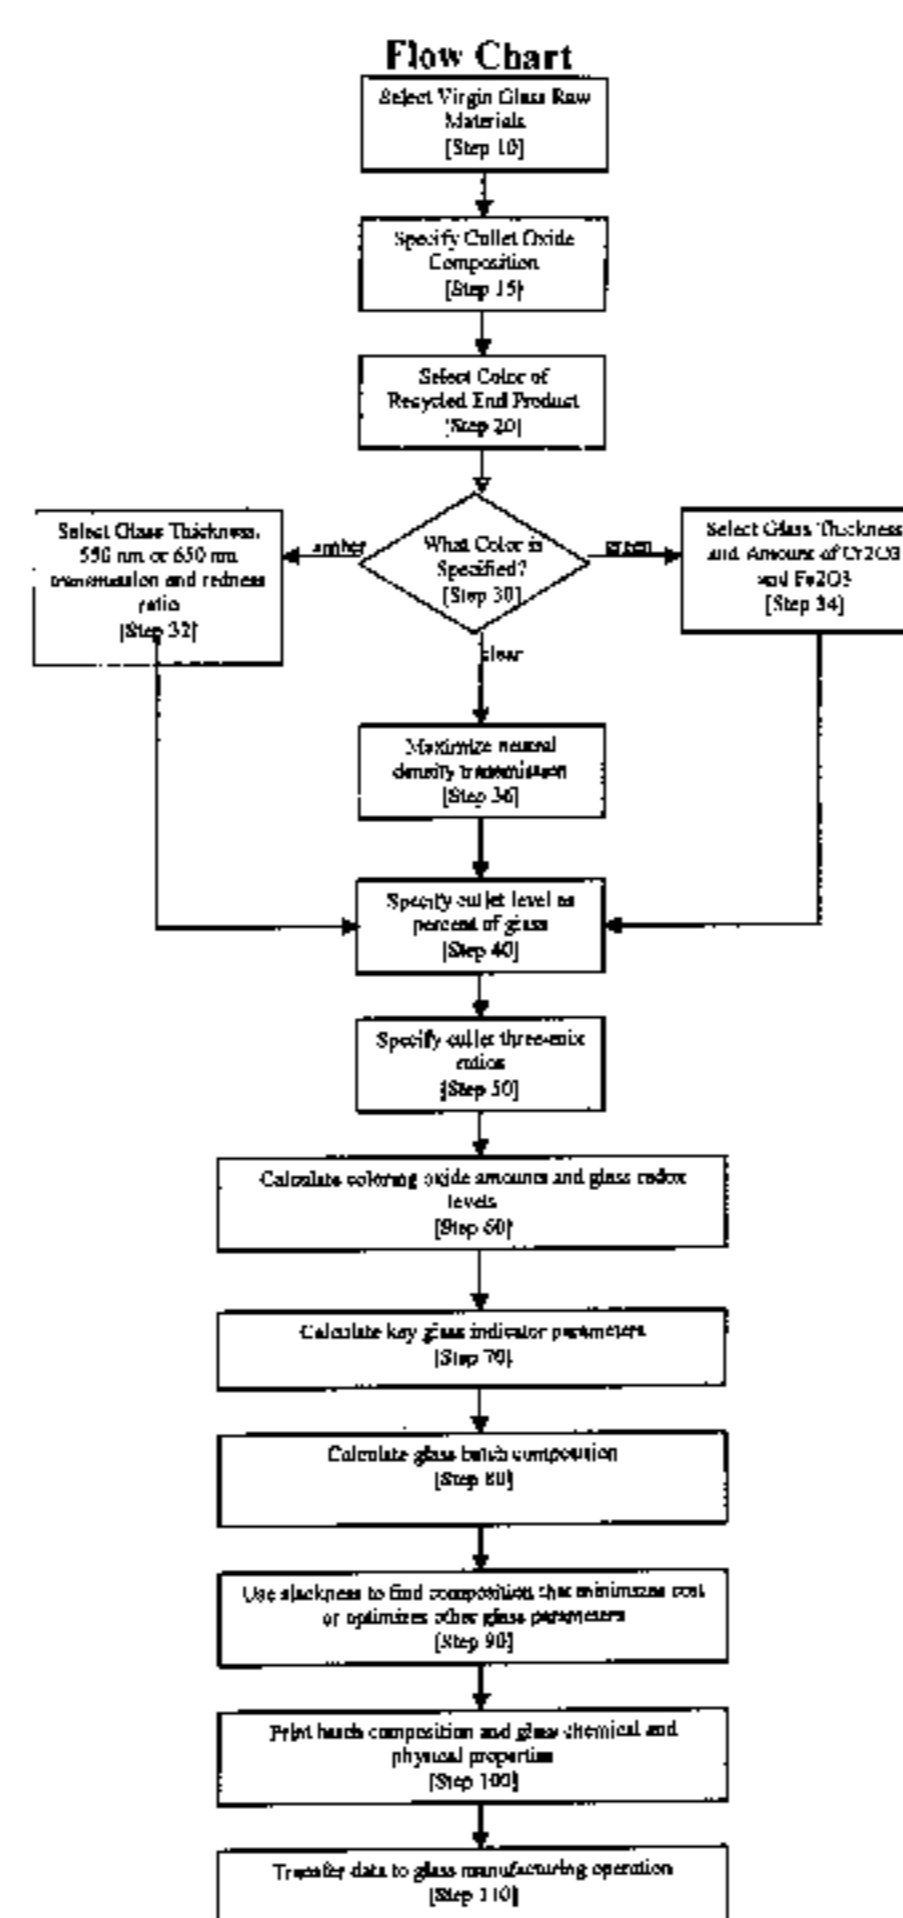 Flow Chart
Select Virgin Glass Raw
Materials
[Step 10]
Specify Cullet Oxide
Composition
[Step 15]
Select Color of
Recycled End Product
[Step 20]
What Color is
Specified?
[Step 30]
amber
green
clear
Select Glass Thickness,
550 nm or 650 nm
transmission and redness
ratio
[Step 32]
Select Glass Thickness
and Amount of Cr2O3
and Fe2O3
[Step 34]
Maximize neutral
density transmission
[Step 36]
Specify cullet level as
percent of glass
[Step 40]
Specify cullet three-mix
ratios
[Step 50]
Calculate coloring oxide amounts and glass redox
levels
[Step 60]
Calculate key glass indicator parameters
[Step 70]
Calculate glass batch composition
[Step 80]
Use slackness to find composition that minimizes cost
or optimizes other glass parameters
[Step 90]
Print batch composition and glass chemical and
physical properties
[Step 100]
Transfer data to glass manufacturing operation
[Step 110]